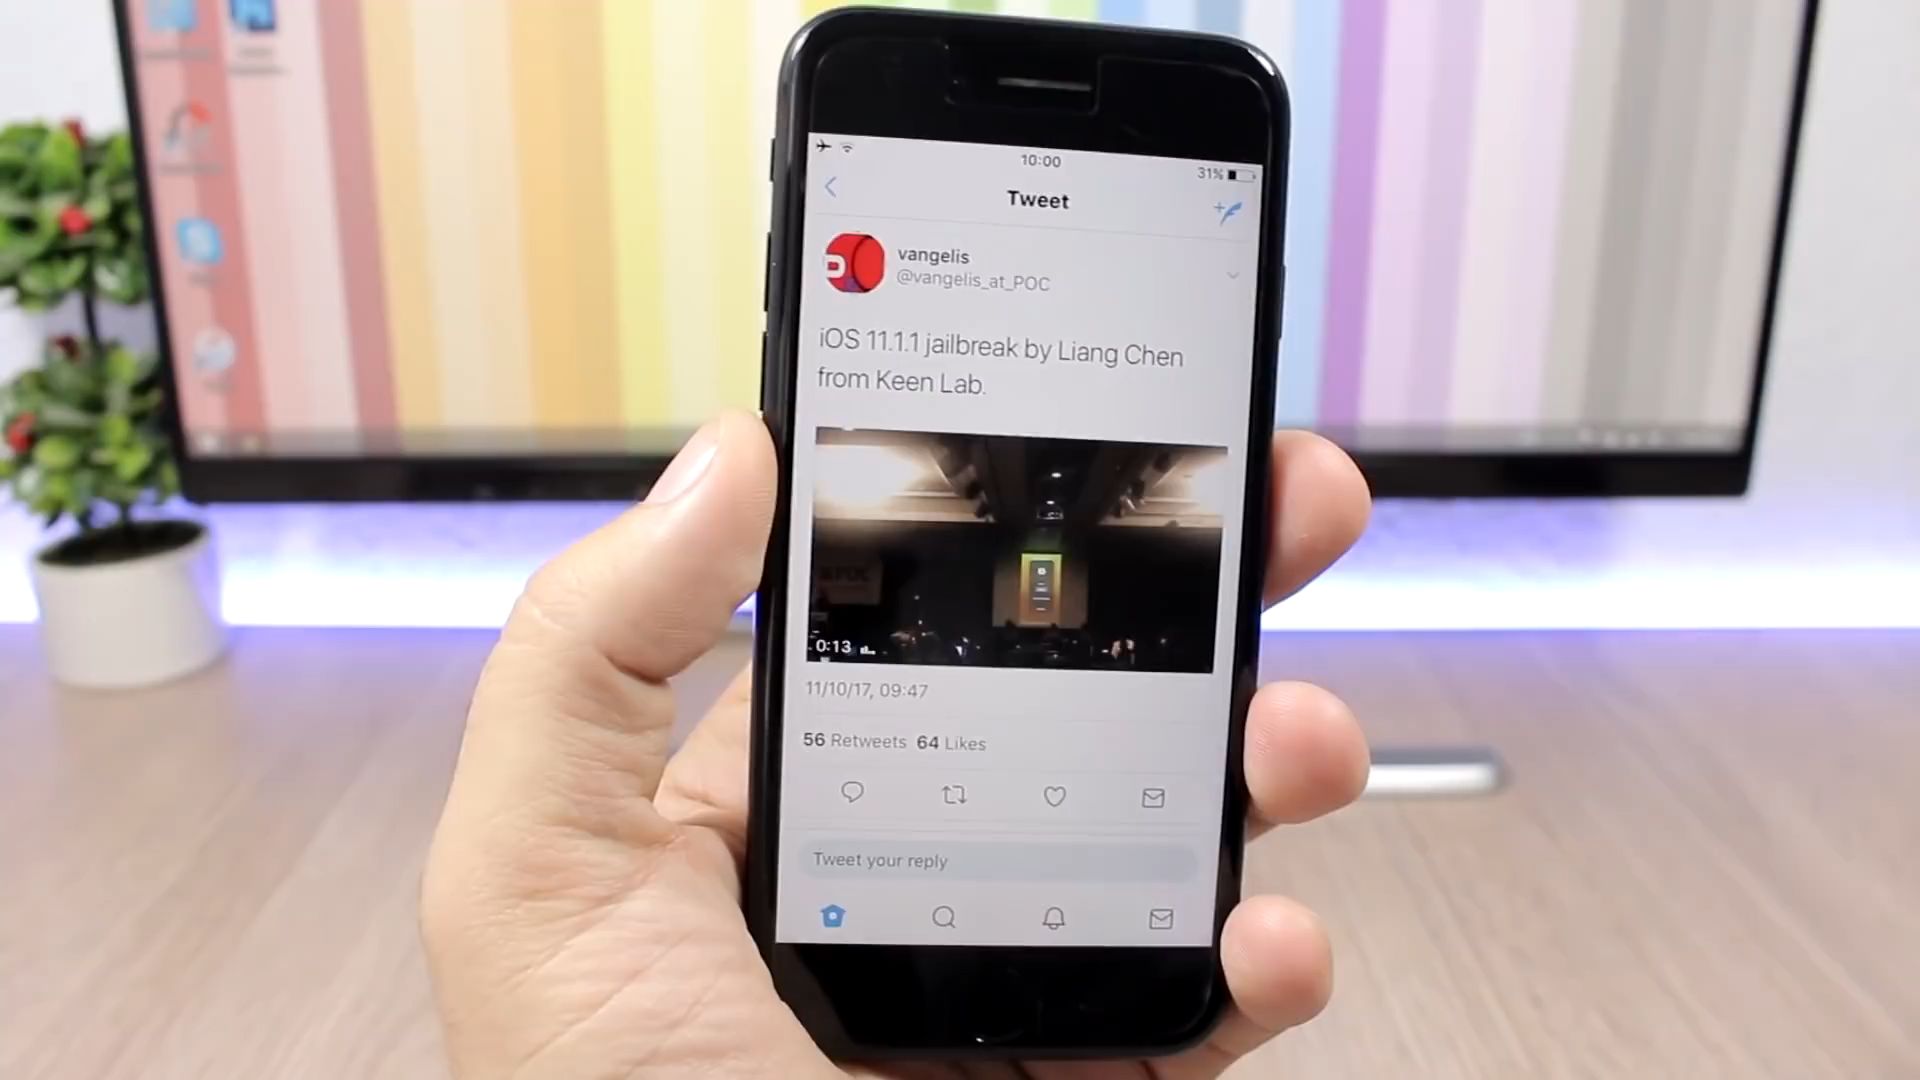 10:00
31%
Tweet
vangelis
@vangelis_at_POC
iOS 11.1.1 jailbreak by Liang Chen
from Keen Lab.
0:13
11/10/17, 09:47
56 Retweets 64 Likes
Tweet your reply